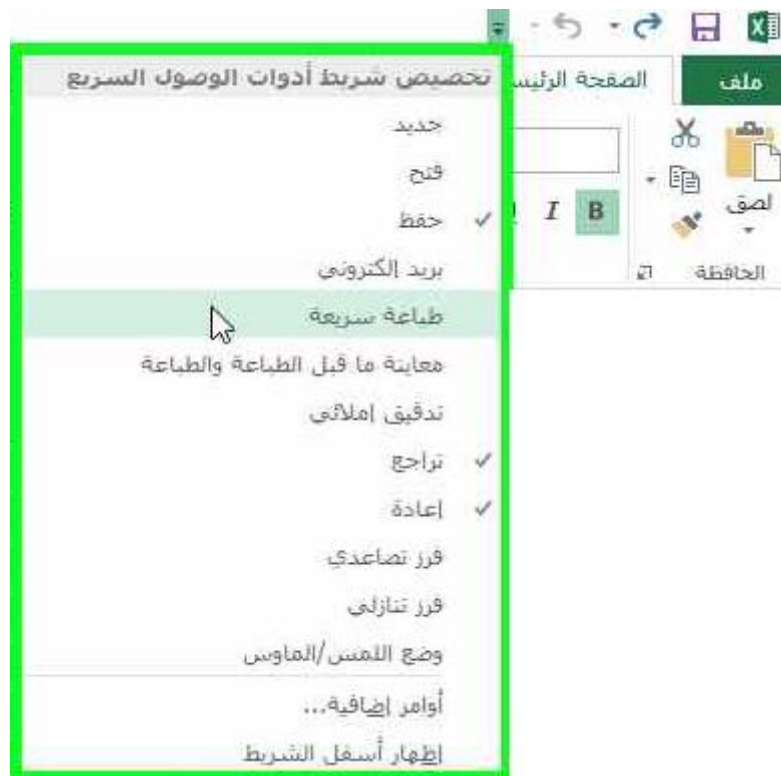 ملف
الصفحة الرئيس
لصق
B I
الحافظة
تخصيص شريط أدوات الوصول السريع
جديد
فتح
حفظ
بريد إلكتروني
طباعة سريعة
معاينة ما قبل الطباعة والطباعة
تدقيق إملائي
تراجع
إعادة
فرز تصاعدي
فرز تنازلي
وضع اللمس/الماوس
أوامر إضافية...
إظهار أسفل الشريط